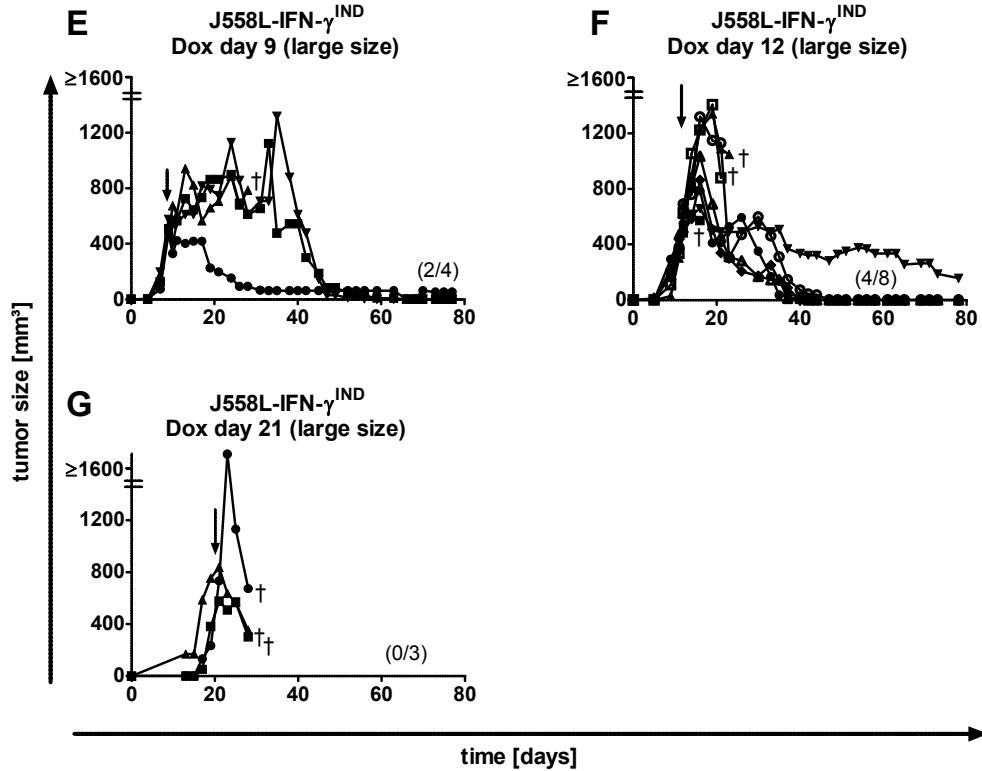 E
J558L-IFN-γ^IND
Dox day 9 (large size)
≥1600
1200
800
400
0
†
(2/4)
0 20 40 60 80
F
J558L-IFN-γ^IND
Dox day 12 (large size)
≥1600
1200
800
400
0
†
†
†
(4/8)
0 20 40 60 80
G
J558L-IFN-γ^IND
Dox day 21 (large size)
≥1600
1200
800
400
0
†
††
(0/3)
0 20 40 60 80
tumor size [mm³]
time [days]